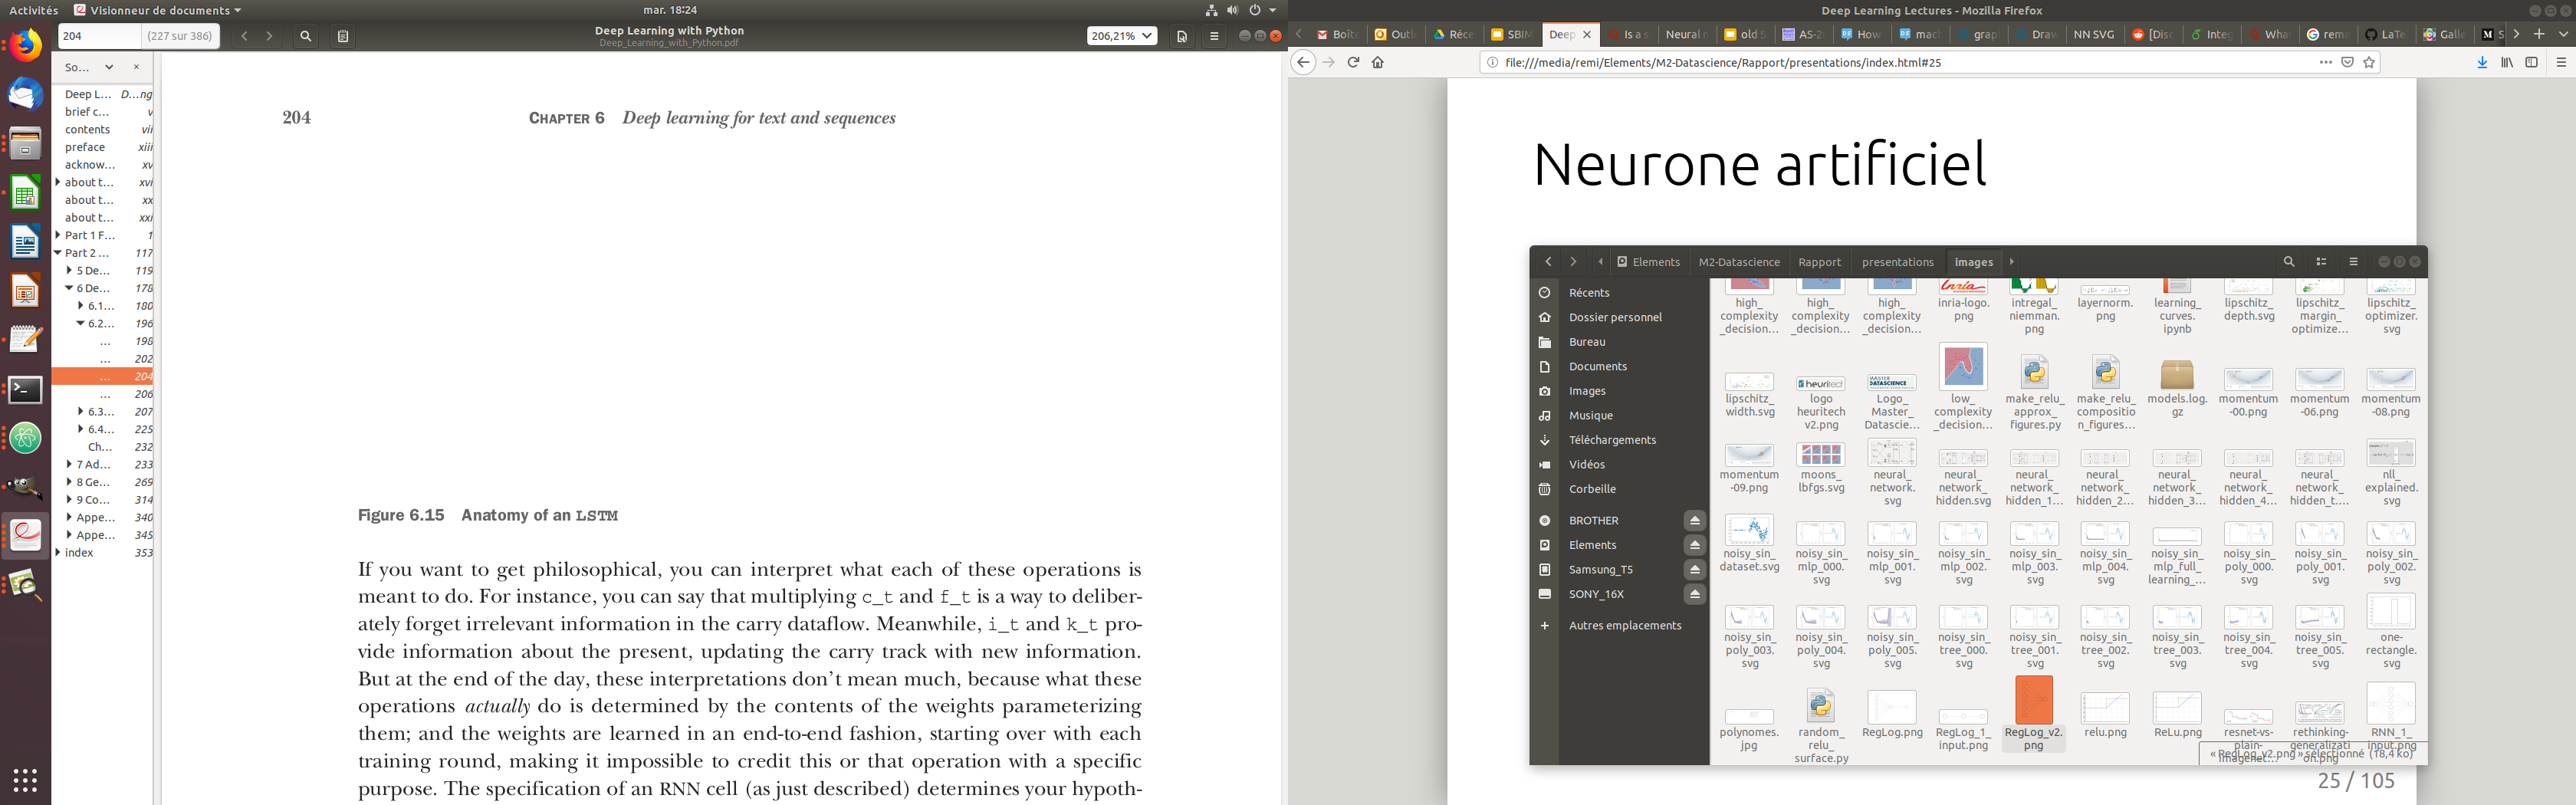 Activités
Visionneur de documents
mar. 18:24
204
(227 sur 386)
Deep Learning with Python
Deep_Learning_with_Python.pdf
206,21%
So...
Deep L... D...ng
brief c... v
contents vii
preface xiii
acknow... xv
about t... xvi
about t... xx
about t... xxi
Part 1 F... 1
Part 2 ... 117
5 De... 119
6 De... 178
6.1... 180
6.2... 196
... 198
... 202
... 204
... 206
6.3... 207
6.4... 225
Ch... 232
7 Ad... 233
8 Ge... 269
9 Co... 314
Appe... 340
Appe... 345
index 353
204 CHAPTER 6 Deep learning for text and sequences
Figure 6.15 Anatomy of an LSTM
If you want to get philosophical, you can interpret what each of these operations is
meant to do. For instance, you can say that multiplying c_t and f_t is a way to deliber-
ately forget irrelevant information in the carry dataflow. Meanwhile, i_t and k_t pro-
vide information about the present, updating the carry track with new information.
But at the end of the day, these interpretations don't mean much, because what these
operations actually do is determined by the contents of the weights parameterizing
them; and the weights are learned in an end-to-end fashion, starting over with each
training round, making it impossible to credit this or that operation with a specific
purpose. The specification of an RNN cell (as just described) determines your hypoth-
Deep Learning Lectures - Mozilla Firefox
Boîte Outl Réce SBIM Deep Is a s Neural n old S AS-2 How mach grap Draw NN SVG [Disc Integ What rema LaTe Galle S
file:///media/remi/Elements/M2-Datascience/Rapport/presentations/index.html#25
Neurone artificiel
Elements M2-Datascience Rapport presentations images
Récents
Dossier personnel
Bureau
Documents
Images
Musique
Téléchargements
Vidéos
Corbeille
BROTHER
Elements
Samsung_T5
SONY_16X
Autres emplacements
high_complexity_decision...
high_complexity_decision...
high_complexity_decision...
inria-logo.png
intregal_niemman.png
layernorm.png
learning_curves.ipynb
lipschitz_depth.svg
lipschitz_margin_optimize...
lipschitz_optimizer.svg
lipschitz_width.svg
logo heuritech v2.png
Logo_Master_Datascie...
low_complexity_decision...
make_relu_approx_figures.py
make_relu_composition_figures...
models.log.gz
momentum-00.png
momentum-06.png
momentum-08.png
momentum-09.png
moons_lbfgs.svg
neural_network.svg
neural_network_hidden.svg
neural_network_hidden_1...
neural_network_hidden_2...
neural_network_hidden_3...
neural_network_hidden_4...
neural_network_hidden_t....
nll_explained.svg
noisy_sin_dataset.svg
noisy_sin_mlp_000.svg
noisy_sin_mlp_001.svg
noisy_sin_mlp_002.svg
noisy_sin_mlp_003.svg
noisy_sin_mlp_004.svg
noisy_sin_mlp_full_learning_...
noisy_sin_poly_000.svg
noisy_sin_poly_001.svg
noisy_sin_poly_002.svg
noisy_sin_poly_003.svg
noisy_sin_poly_004.svg
noisy_sin_poly_005.svg
noisy_sin_tree_000.svg
noisy_sin_tree_001.svg
noisy_sin_tree_002.svg
noisy_sin_tree_003.svg
noisy_sin_tree_004.svg
noisy_sin_tree_005.svg
one-rectangle.svg
polynomes.jpg
random_relu_surface.py
RegLog.png
RegLog_1_input.png
RegLog_v2.png
relu.png
ReLu.png
resnet-vs-plain-
rethinking-generalization.png
RNN_1_input.png
« RegLog_v2.png » sélectionné (18,4 ko)
25 / 105